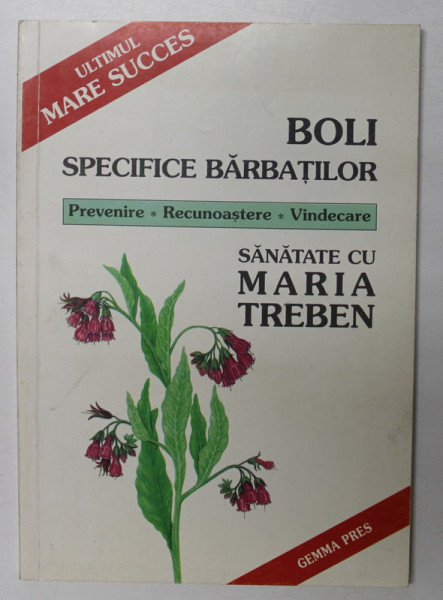 ULTIMUL
MARE SUCCES
BOLI
SPECIFICE BĂRBAȚILOR
Prevenire * Recunoaștere * Vindecare
SĂNĂTATE CU
MARIA
TREBEN
GEMMA PRES